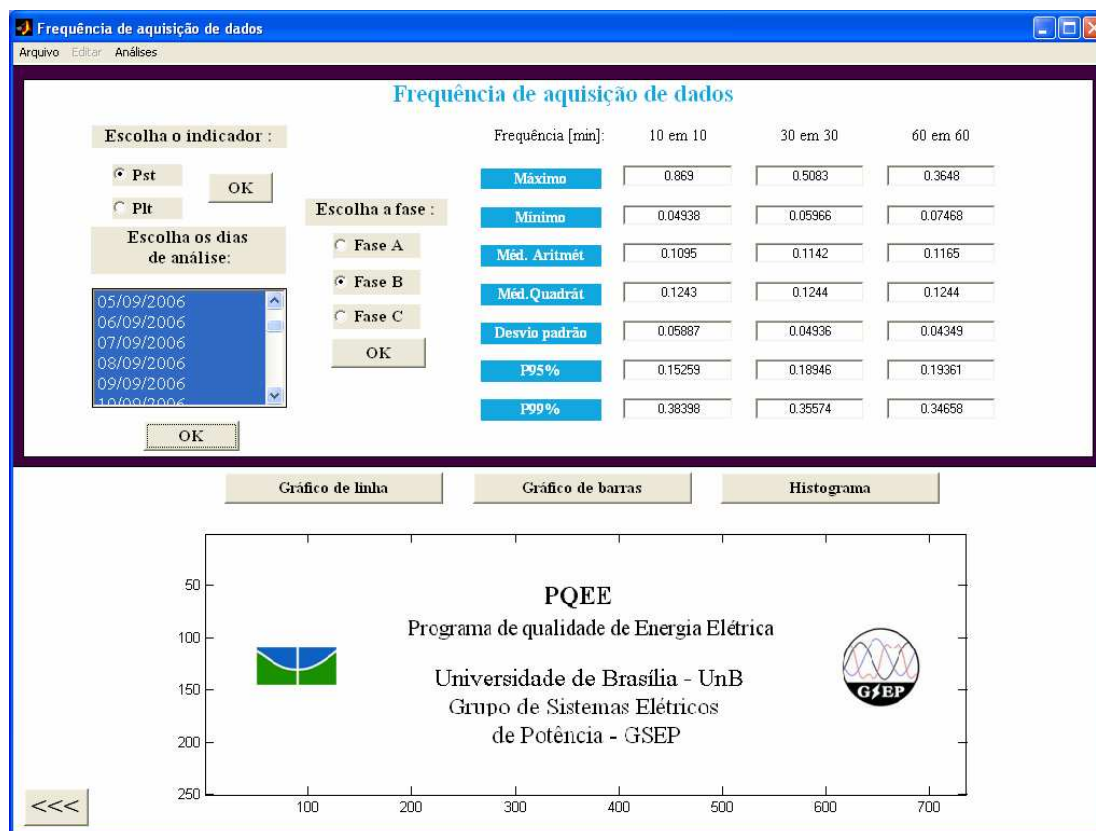 Frequência de aquisição de dados
Arquivo Editar Análises
Frequência de aquisição de dados
Escolha o indicador :
Pst
Plt
OK
Escolha os dias
de análise:
05/09/2006
06/09/2006
07/09/2006
08/09/2006
09/09/2006
10/09/2006
OK
Escolha a fase :
Fase A
Fase B
Fase C
OK
Frequência [min]: 10 em 10 30 em 30 60 em 60
Máximo 0.869 0.5083 0.3648
Mínimo 0.04938 0.05966 0.07468
Méd. Aritmét 0.1095 0.1142 0.1165
Méd.Quadrát 0.1243 0.1244 0.1244
Desvio padrão 0.05887 0.04936 0.04349
P95% 0.15259 0.18946 0.19361
P99% 0.38398 0.35574 0.34658
Gráfico de linha Gráfico de barras Histograma
PQEE
Programa de qualidade de Energia Elétrica
Universidade de Brasília - UnB
Grupo de Sistemas Elétricos
de Potência - GSEP
GSEP
50
100
150
200
250
100 200 300 400 500 600 700
<<<